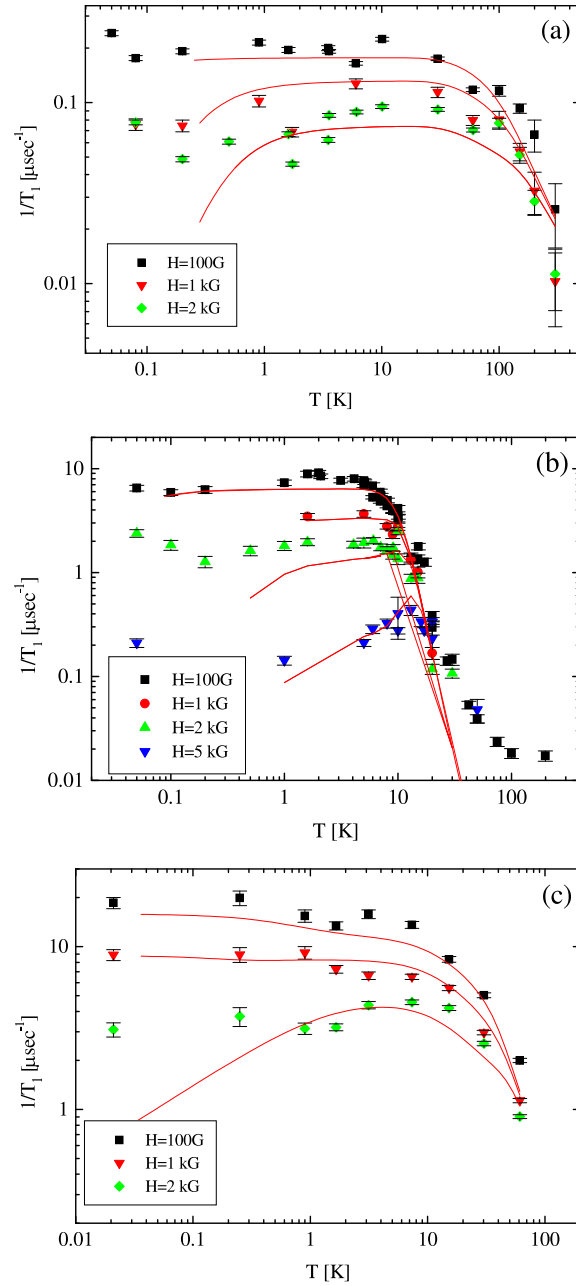 (a)
0.1
0.01
1/T₁ [μsec⁻¹]
H=100G
H=1 kG
H=2 kG
0.1 1 10 100
T [K]
(b)
10
1
0.1
0.01
1/T₁ [μsec⁻¹]
H=100G
H=1 kG
H=2 kG
H=5 kG
0.1 1 10 100
T [K]
(c)
10
1
1/T₁ [μsec⁻¹]
H=100G
H=1 kG
H=2 kG
0.01 0.1 1 10 100
T [K]